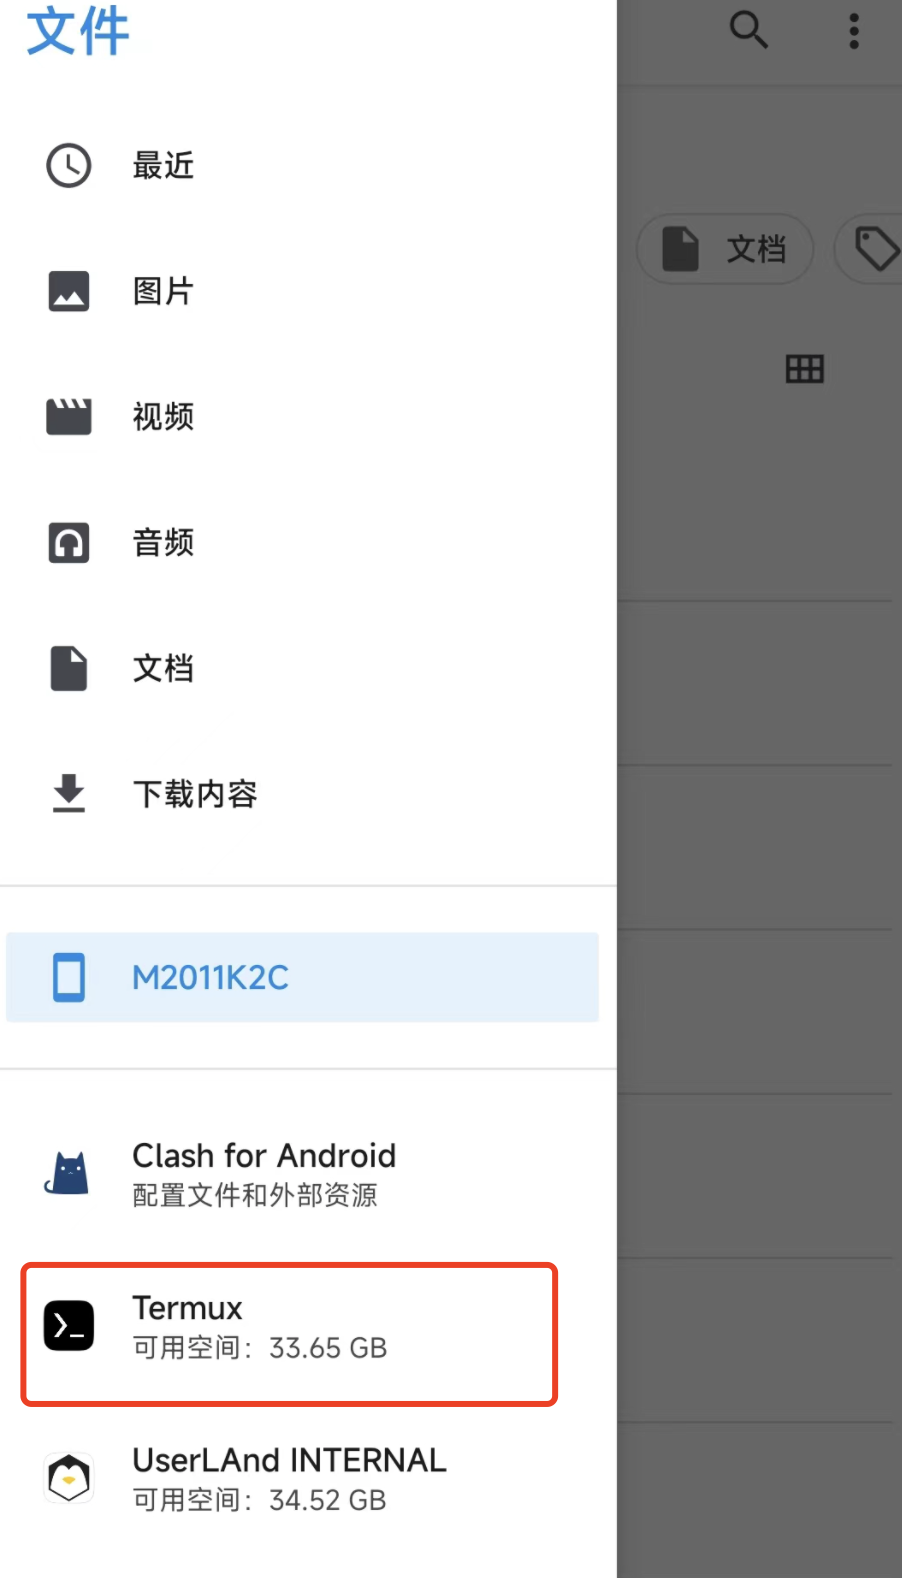 文件
最近
图片
文档
视频
音频
文档
下载内容
M2011K2C
Clash for Android
配置文件和外部资源
Termux
可用空间：33.65 GB
UserLAnd INTERNAL
可用空间：34.52 GB